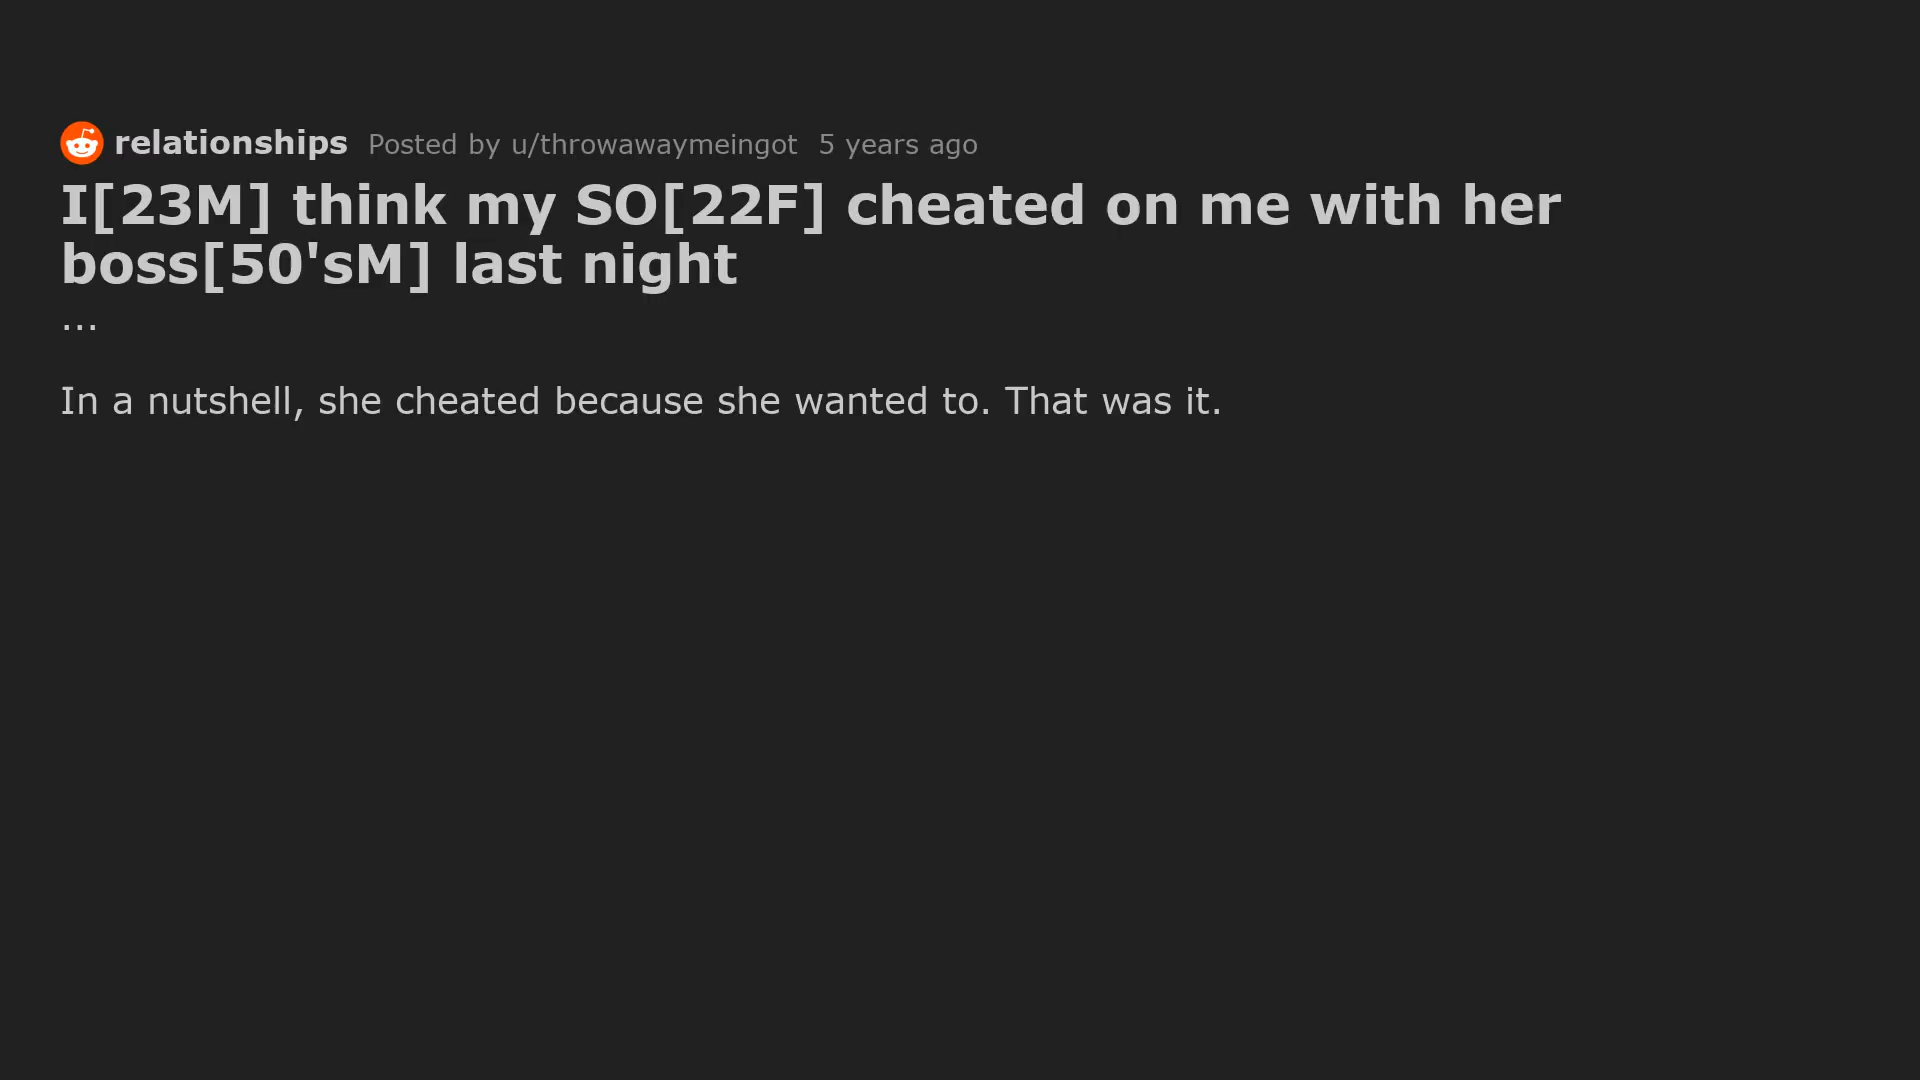 relationships Posted by u/throwawaymeingot 5 years ago
I[23M] think my SO[22F] cheated on me with her
boss[50'sM] last night
...
In a nutshell, she cheated because she wanted to. That was it.